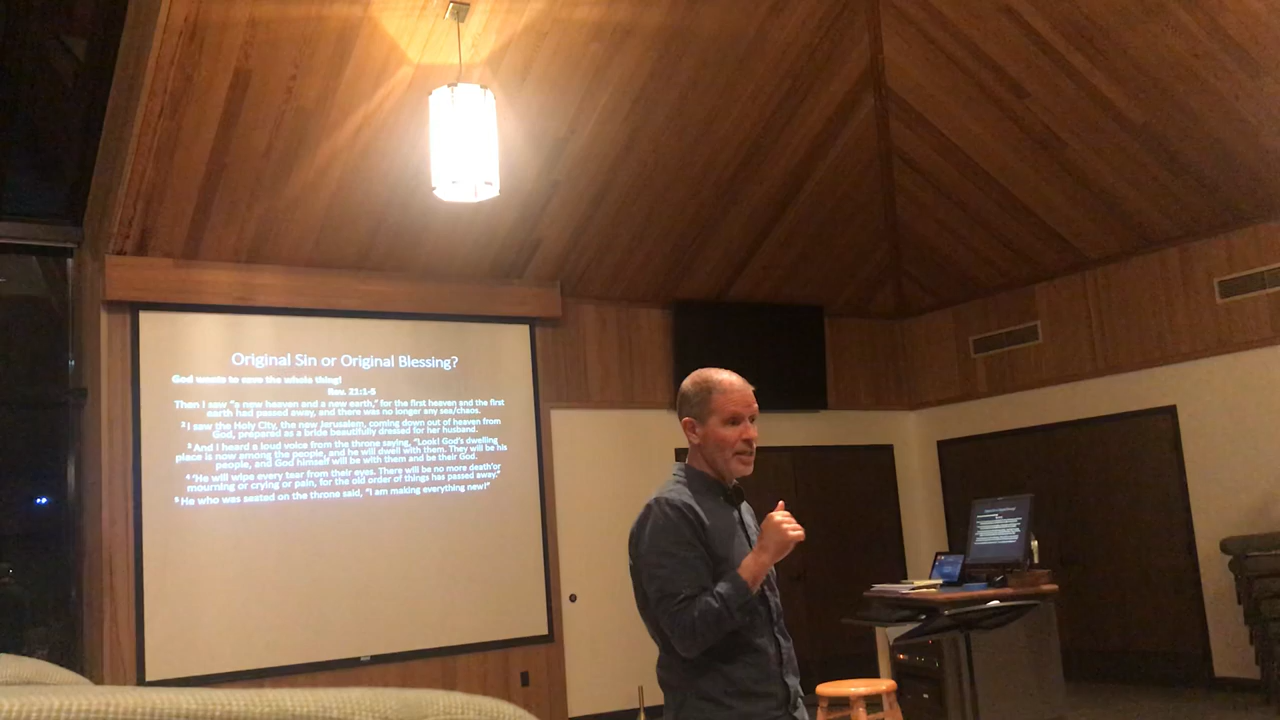 Original Sin or Original Blessing?
God wants to save the whole thing!
Rev. 21:1-5
Then I saw "a new heaven and a new earth," for the first heaven and the first
earth had passed away, and there was no longer any sea/chaos.
2 I saw the Holy City, the new Jerusalem, coming down out of heaven from
God, prepared as a bride beautifully dressed for her husband.
3 And I heard a loud voice from the throne saying, "Look! God's dwelling
place is now among the people, and he will dwell with them. They will be his
people, and God himself will be with them and be their God.
4 'He will wipe every tear from their eyes. There will be no more death'or
mourning or crying or pain, for the old order of things has passed away."
5 He who was seated on the throne said, "I am making everything new!"